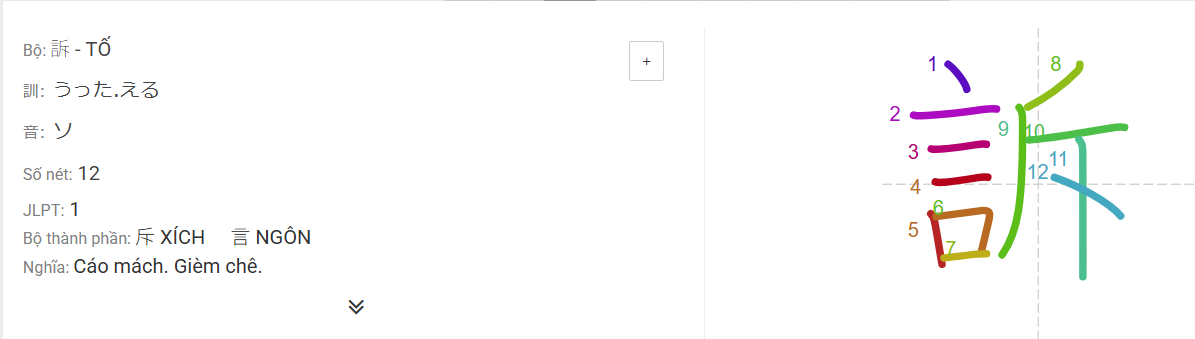 Bộ: 訴 - TỐ
+
訓: うった.える
音: ソ
Số nét: 12
JLPT: 1
Bộ thành phần: 斥 XÍCH 言 NGÔN
Nghĩa: Cáo mách. Gièm chê.
1
8
2
9
10
3
11
4
12
6
5
7